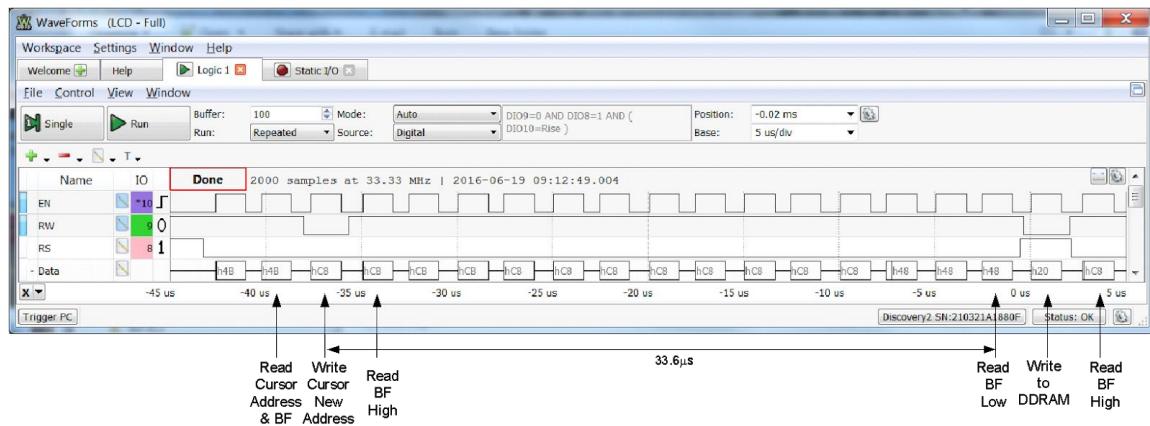 WaveForms (LCD - Full)
Workspace Settings Window Help
Welcome Help Logic 1 Static I/O
File Control View Window
Single Run Buffer: 100 Mode: Auto DIO9=0 AND DIO8=1 AND ( Position: -0.02 ms
Run: Repeated Source: Digital DIO10=Rise ) Base: 5 us/div
T
Name IO Done 2000 samples at 33.33 MHz | 2016-06-19 09:12:49.004
EN *10
RW 9 0
RS 8 1
- Data h4B h4B hC8 hCB hCB hCB hC8 hC8 hC8 hC8 hC8 hC8 hC8 hC8 h48 h48 h48 h20 hC8
X -45 us -40 us -35 us -30 us -25 us -20 us -15 us -10 us -5 us 0 us 5 us
Trigger PC Discovery2 SN:210321A1880F Status: OK
33.6µs
Read Cursor Address & BF
Write Cursor New Address
Read BF High
Read BF Low
Write to DDRAM
Read BF High